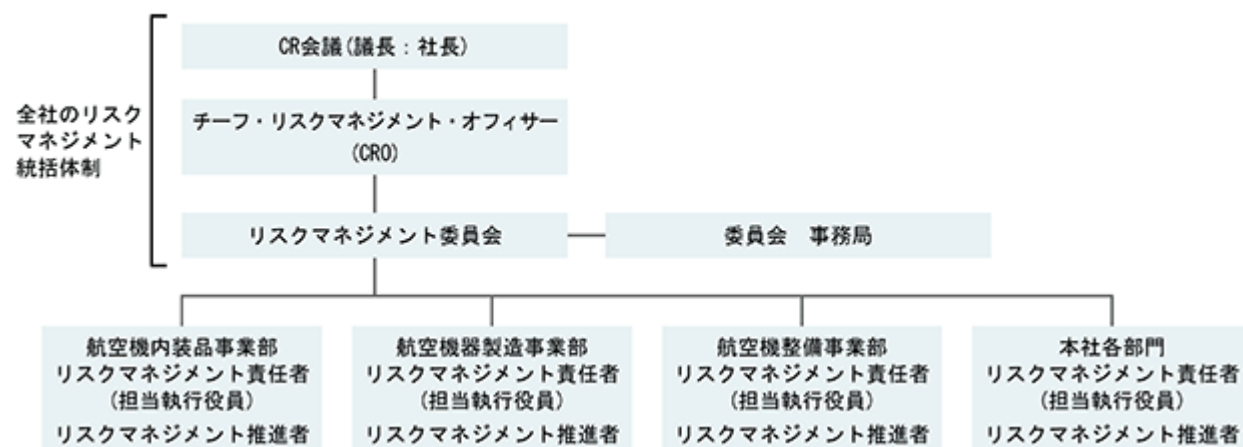 CR会議(議長：社長)
全社のリスク
マネジメント
統括体制
チーフ・リスクマネジメント・オフィサー
(CRO)
リスクマネジメント委員会
委員会　事務局
航空機内装品事業部
リスクマネジメント責任者
(担当執行役員)
リスクマネジメント推進者
航空機器製造事業部
リスクマネジメント責任者
(担当執行役員)
リスクマネジメント推進者
航空機整備事業部
リスクマネジメント責任者
(担当執行役員)
リスクマネジメント推進者
本社各部門
リスクマネジメント責任者
(担当執行役員)
リスクマネジメント推進者